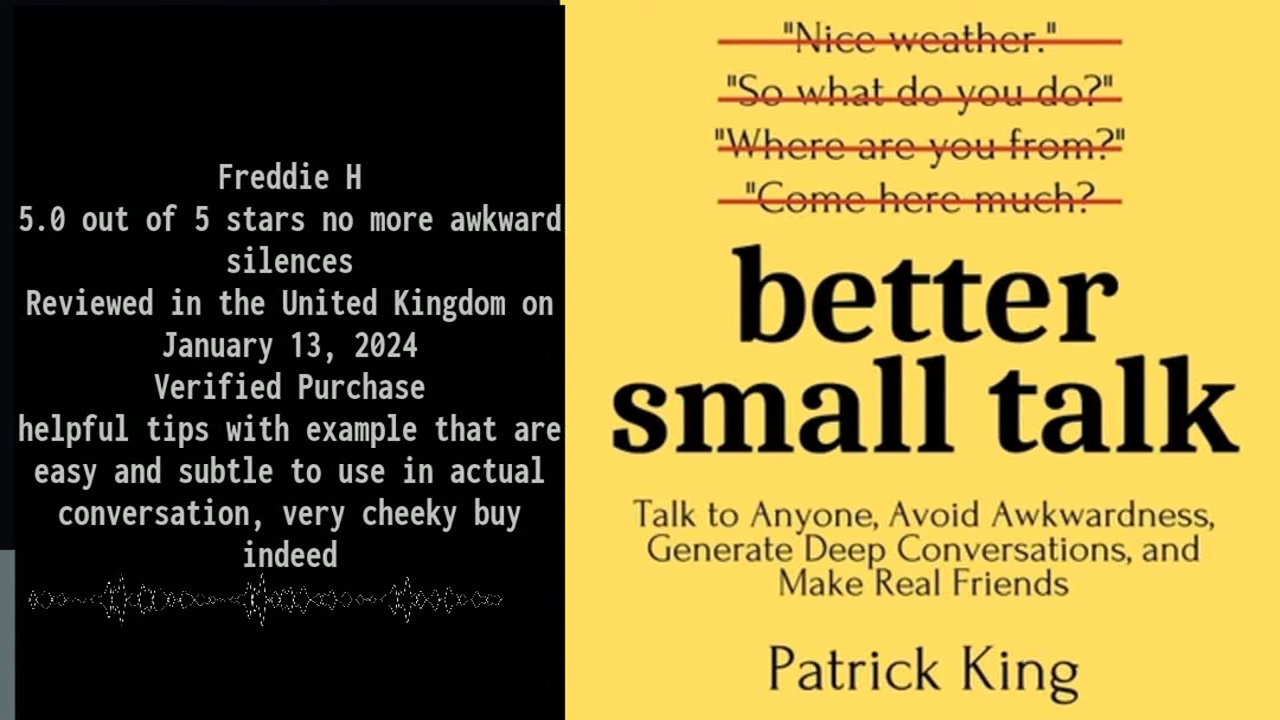 Freddie H
5.0 out of 5 stars no more awkward
silences
Reviewed in the United Kingdom on
January 13, 2024
Verified Purchase
helpful tips with example that are
easy and subtle to use in actual
conversation, very cheeky buy
indeed
"Nice weather."
"So what do you do?"
"Where are you from?"
"Come here much?
better
small talk
Talk to Anyone, Avoid Awkwardness,
Generate Deep Conversations, and
Make Real Friends
Patrick King